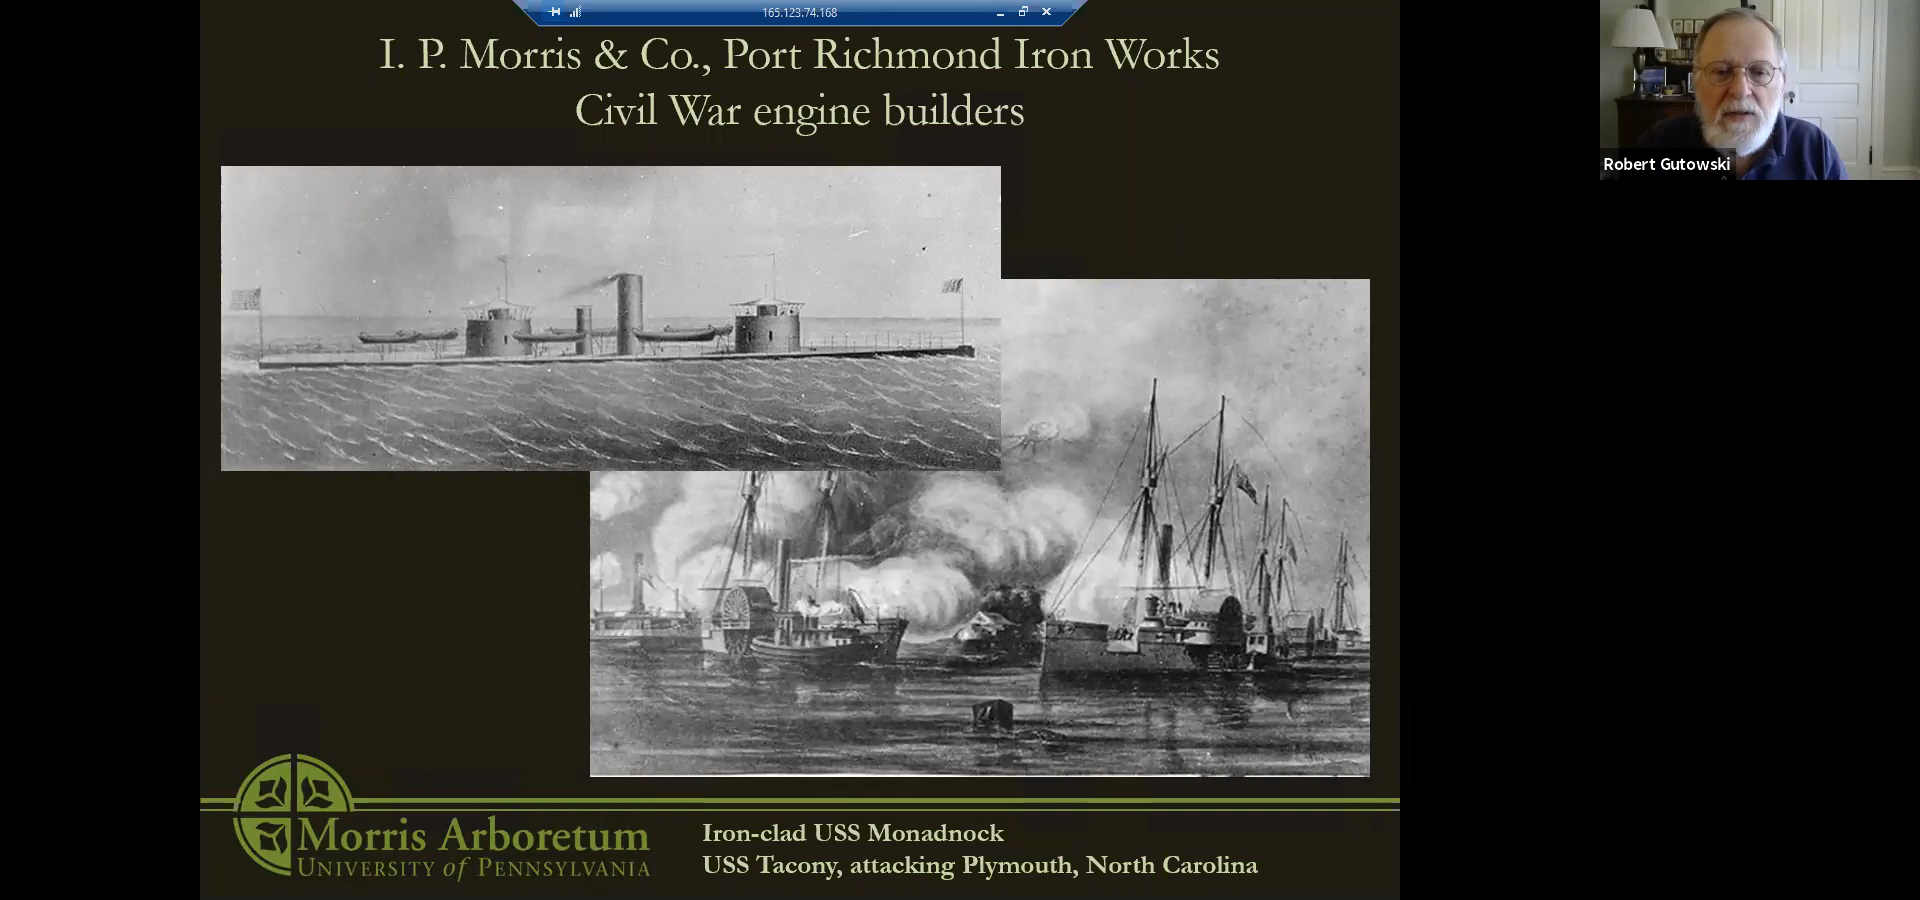 165.123.74.168
I. P. Morris & Co., Port Richmond Iron Works
Civil War engine builders
Robert Gutowski
Morris Arboretum
UNIVERSITY of PENNSYLVANIA
Iron-clad USS Monadnock
USS Tacony, attacking Plymouth, North Carolina